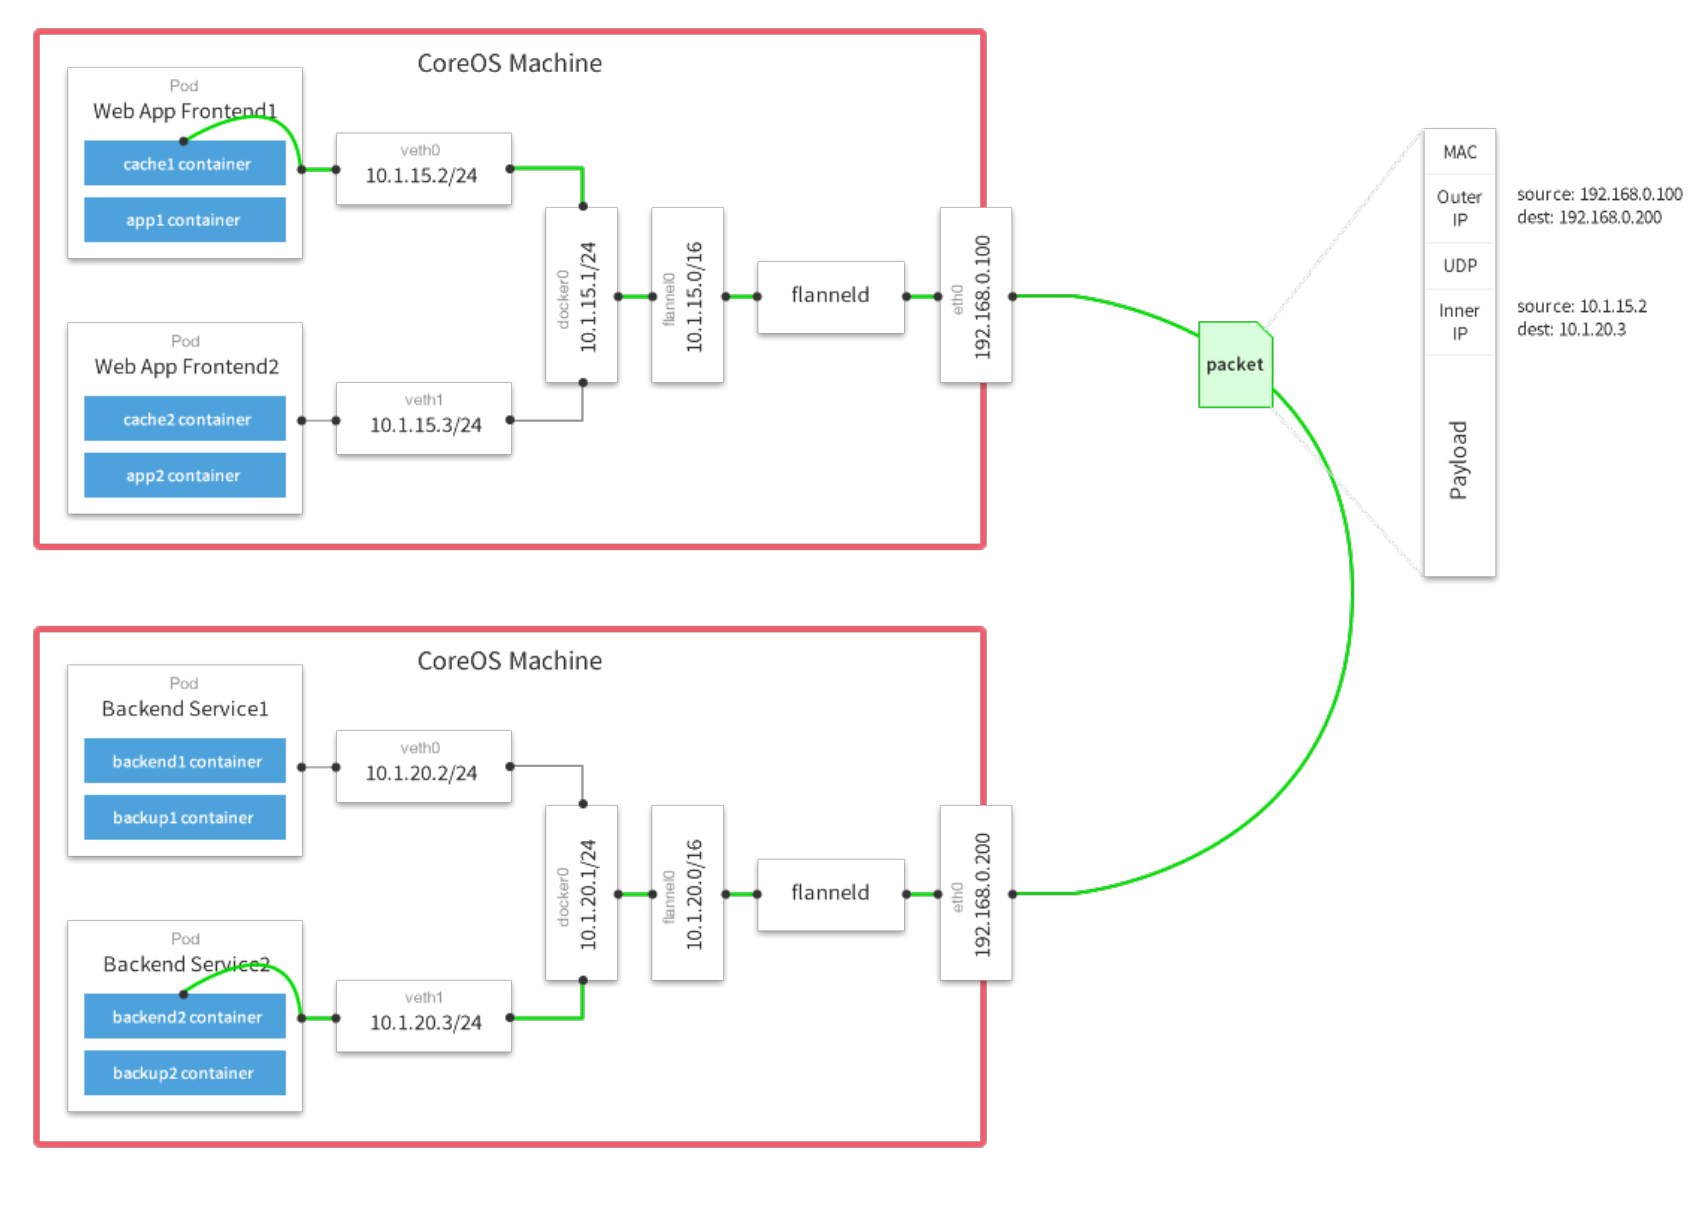 CoreOS Machine
Pod
Web App Frontend1
cache1 container
app1 container
veth0
10.1.15.2/24
Pod
Web App Frontend2
cache2 container
app2 container
veth1
10.1.15.3/24
docker0
10.1.15.1/24
flannel0
10.1.15.0/16
flanneld
eth0
192.168.0.100
packet
MAC
Outer
IP
source: 192.168.0.100
dest: 192.168.0.200
UDP
Inner
IP
source: 10.1.15.2
dest: 10.1.20.3
Payload
CoreOS Machine
Pod
Backend Service1
backend1 container
backup1 container
veth0
10.1.20.2/24
Pod
Backend Service2
backend2 container
backup2 container
veth1
10.1.20.3/24
docker0
10.1.20.1/24
flannel0
10.1.20.0/16
flanneld
eth0
192.168.0.200